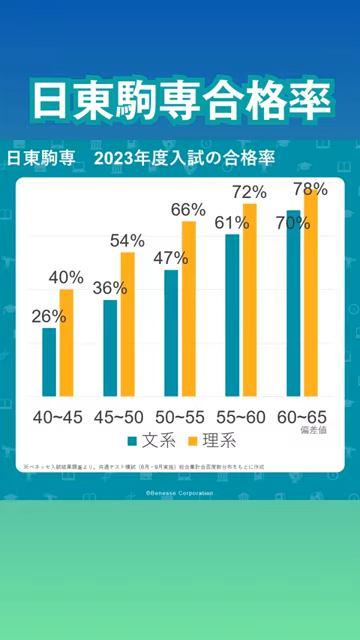 日東駒専合格率
日東駒専 2023年度入試の合格率
26% 40% 36% 54% 47% 66% 61% 72% 70% 78%
40~45 45~50 50~55 55~60 60~65
偏差値
文系 理系
※ベネッセ入試結果調査より。共通テスト模試（6月・9月実施）総合集計合否度数分布をもとに作成
©Benesse Corporation